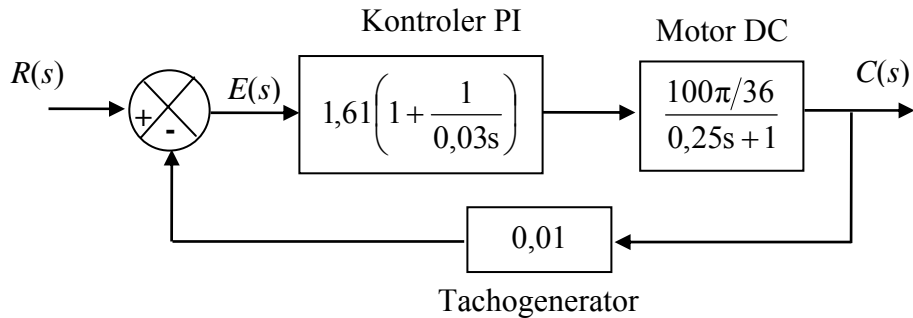 Kontroler PI
Motor DC
R(s)
E(s)
C(s)
+
-
1,61(1 + 1/0,03s)
100π/36
0,25s + 1
0,01
Tachogenerator